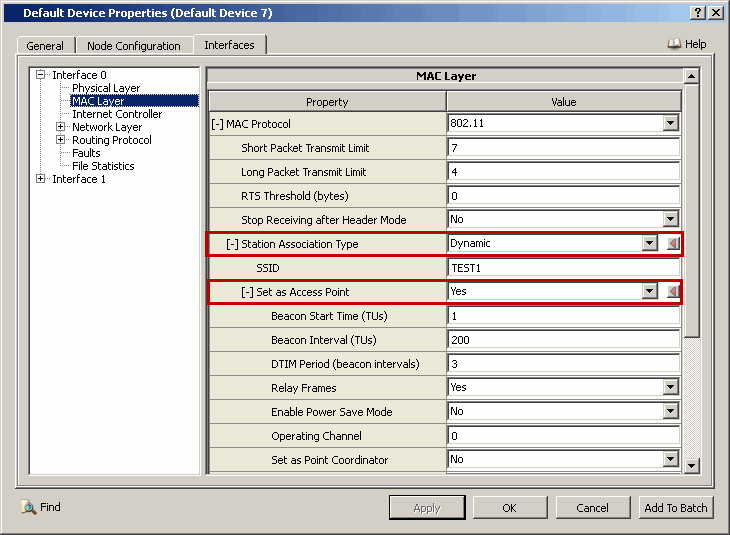 Default Device Properties (Default Device 7)
General Node Configuration Interfaces Help
Interface 0
Physical Layer
MAC Layer
Internet Controller
Network Layer
Routing Protocol
Faults
File Statistics
Interface 1
MAC Layer
Property Value
[-] MAC Protocol 802.11
Short Packet Transmit Limit 7
Long Packet Transmit Limit 4
RTS Threshold (bytes) 0
Stop Receiving after Header Mode No
[-] Station Association Type Dynamic
SSID TEST1
[-] Set as Access Point Yes
Beacon Start Time (TUs) 1
Beacon Interval (TUs) 200
DTIM Period (beacon intervals) 3
Relay Frames Yes
Enable Power Save Mode No
Operating Channel 0
Set as Point Coordinator No
Find Apply OK Cancel Add To Batch